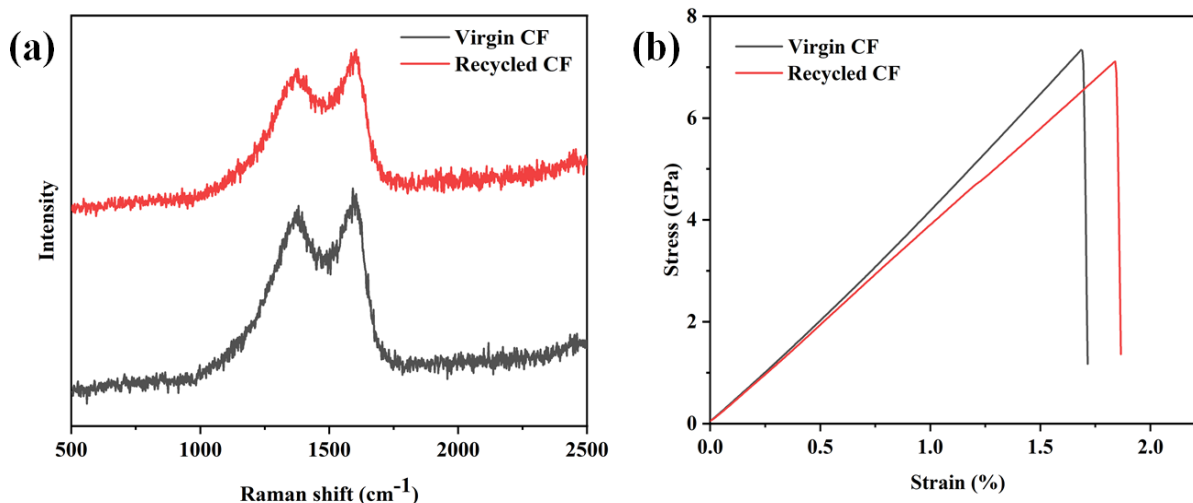 (a)
Virgin CF
Recycled CF
Intensity
500 1000 1500 2000 2500
Raman shift (cm⁻¹)
(b)
Virgin CF
Recycled CF
Stress (GPa)
8
6
4
2
0
0.0 0.5 1.0 1.5 2.0
Strain (%)